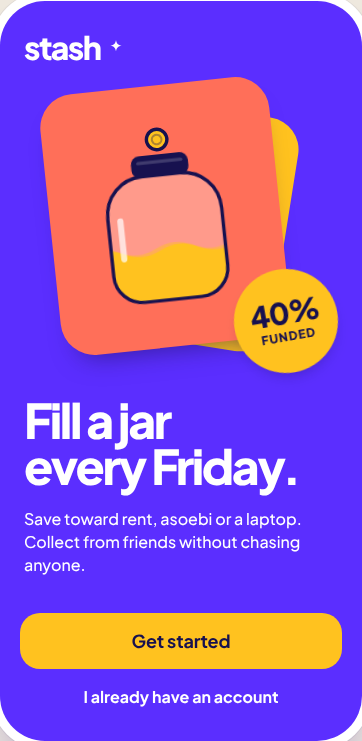 stash
40%
FUNDED
Fill a jar
every Friday.
Save toward rent, asoebi or a laptop.
Collect from friends without chasing
anyone.
Get started
I already have an account